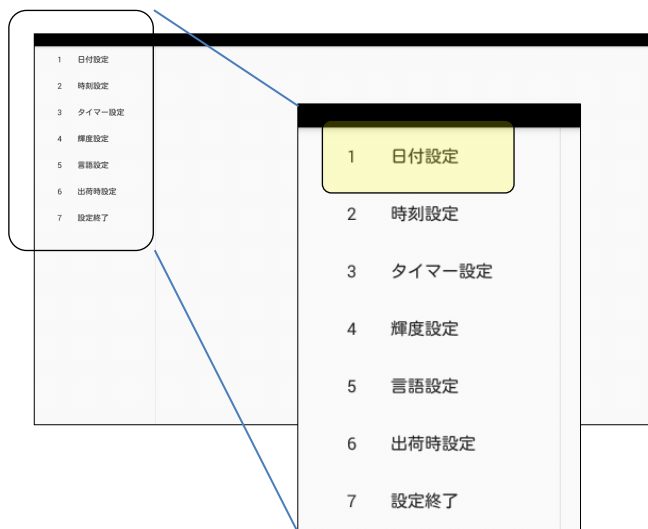 1 日付設定
2 時刻設定
3 タイマー設定
4 輝度設定
5 言語設定
6 出荷時設定
7 設定終了
1 日付設定
2 時刻設定
3 タイマー設定
4 輝度設定
5 言語設定
6 出荷時設定
7 設定終了